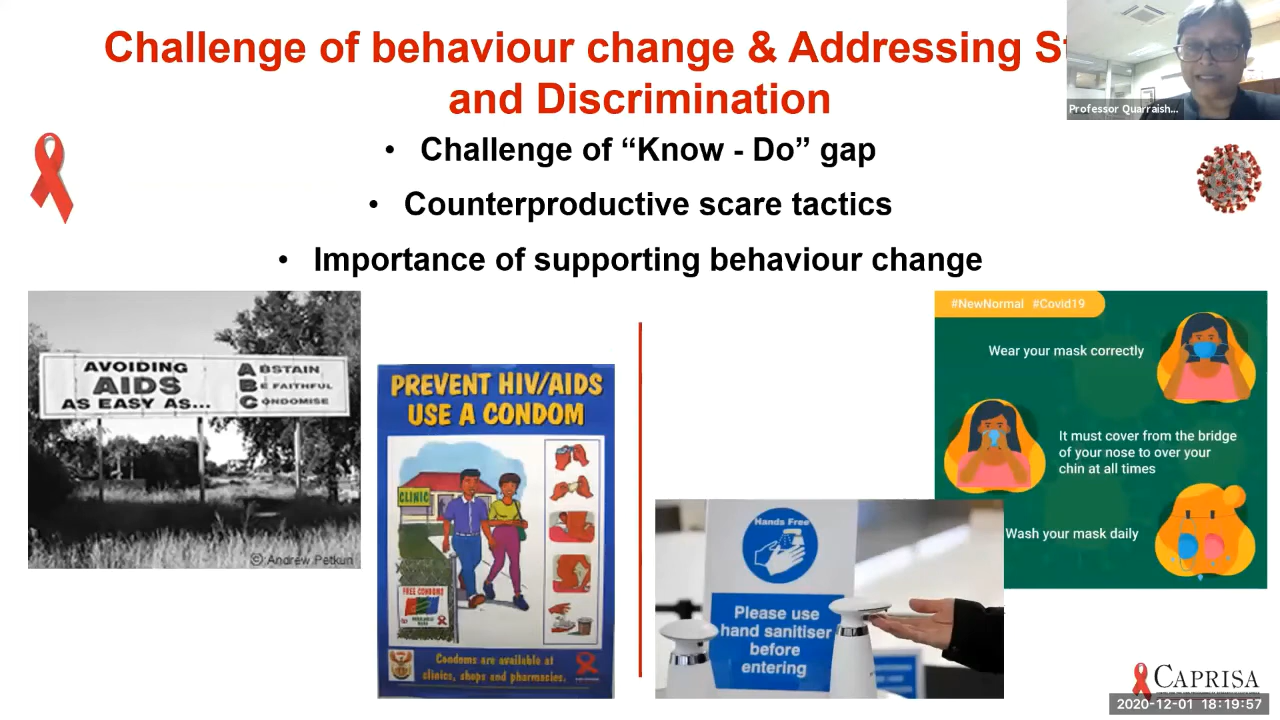 Challenge of behaviour change & Addressing St
and Discrimination
Professor Quarraish...
• Challenge of “Know - Do” gap
• Counterproductive scare tactics
• Importance of supporting behaviour change
AVOIDING
AIDS
AS EASY AS...
ABSTAIN
BE FAITHFUL
CONDOMISE
© Andrew Petkun
PREVENT HIV/AIDS
USE A CONDOM
CLINIC
FREE CONDOMS
Condoms are available at
clinics, shops and pharmacies.
Hands Free
Please use
hand sanitiser
before
entering
#NewNormal #Covid19
Wear your mask correctly
It must cover from the bridge
of your nose to over your
chin at all times
Wash your mask daily
CAPRISA
2020-12-01 18:19:57